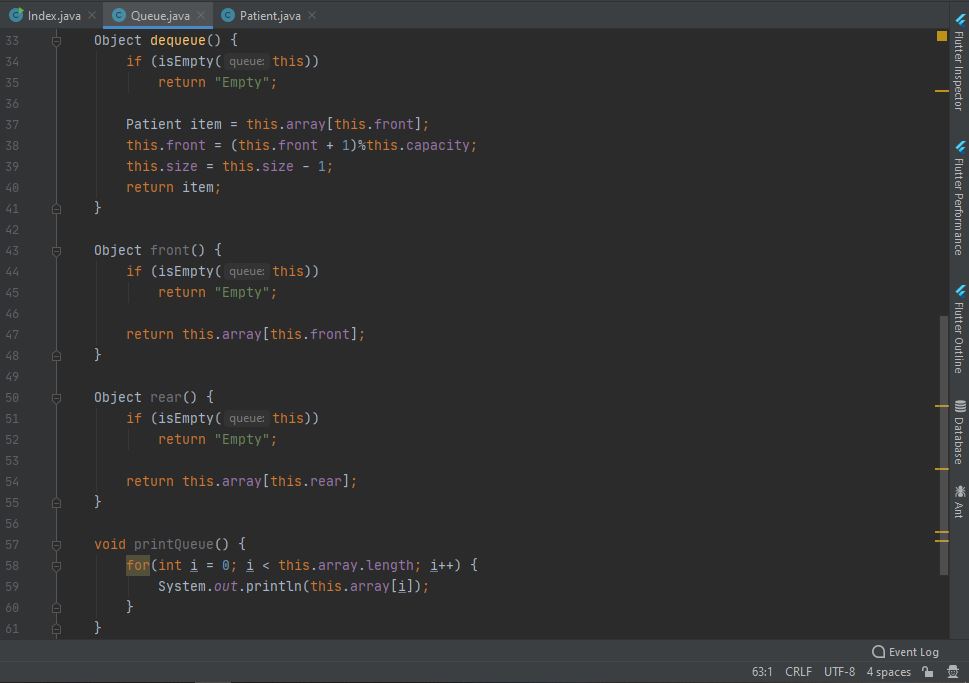 Index.java
Queue.java
Patient.java
33 Object dequeue() {
34 if (isEmpty( queue: this))
35 return "Empty";
36
37 Patient item = this.array[this.front];
38 this.front = (this.front + 1)%this.capacity;
39 this.size = this.size - 1;
40 return item;
41 }
42
43 Object front() {
44 if (isEmpty( queue: this))
45 return "Empty";
46
47 return this.array[this.front];
48 }
49
50 Object rear() {
51 if (isEmpty( queue: this))
52 return "Empty";
53
54 return this.array[this.rear];
55 }
56
57 void printQueue() {
58 for(int i = 0; i < this.array.length; i++) {
59 System.out.println(this.array[i]);
60 }
61 }
Flutter Inspector
Flutter Performance
Flutter Outline
Database
Ant
Event Log
63:1 CRLF UTF-8 4 spaces